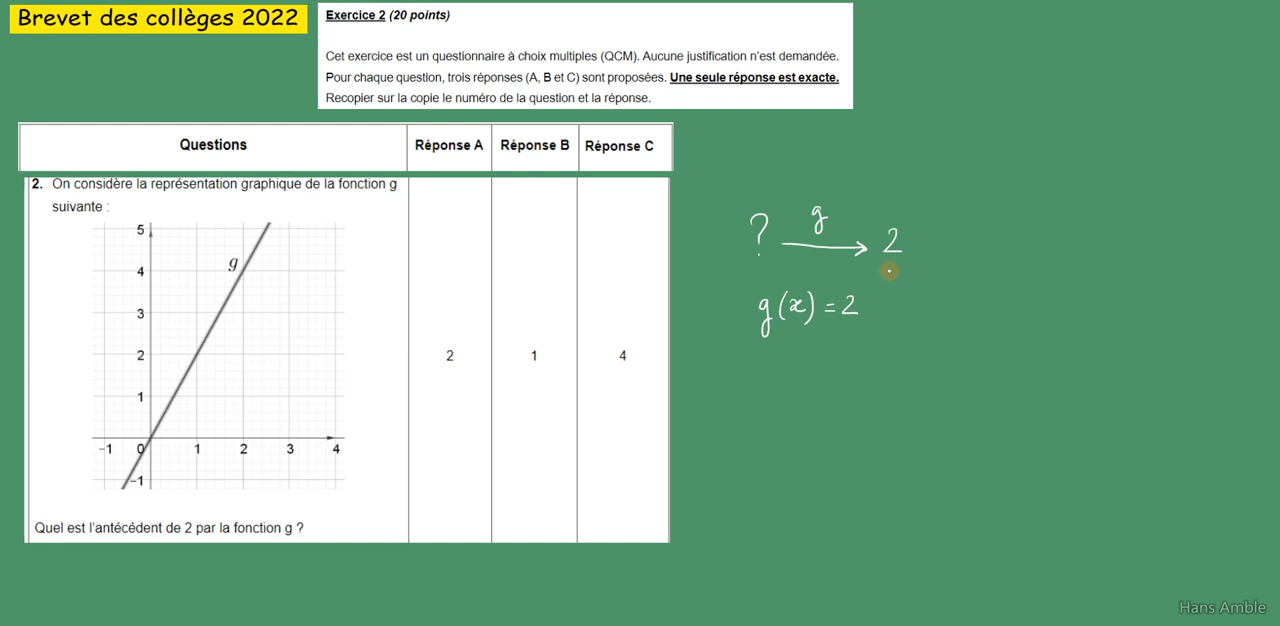 Brevet des collèges 2022
Exercice 2 (20 points)
Cet exercice est un questionnaire à choix multiples (QCM). Aucune justification n'est demandée.
Pour chaque question, trois réponses (A, B et C) sont proposées. Une seule réponse est exacte.
Recopier sur la copie le numéro de la question et la réponse.
Questions Réponse A Réponse B Réponse C
2. On considère la représentation graphique de la fonction g
suivante :
5
g
4
3
2
1
-1 0 1 2 3 4
-1
2 1 4
Quel est l'antécédent de 2 par la fonction g ?
? g → 2
g(x) = 2
Hans Amble